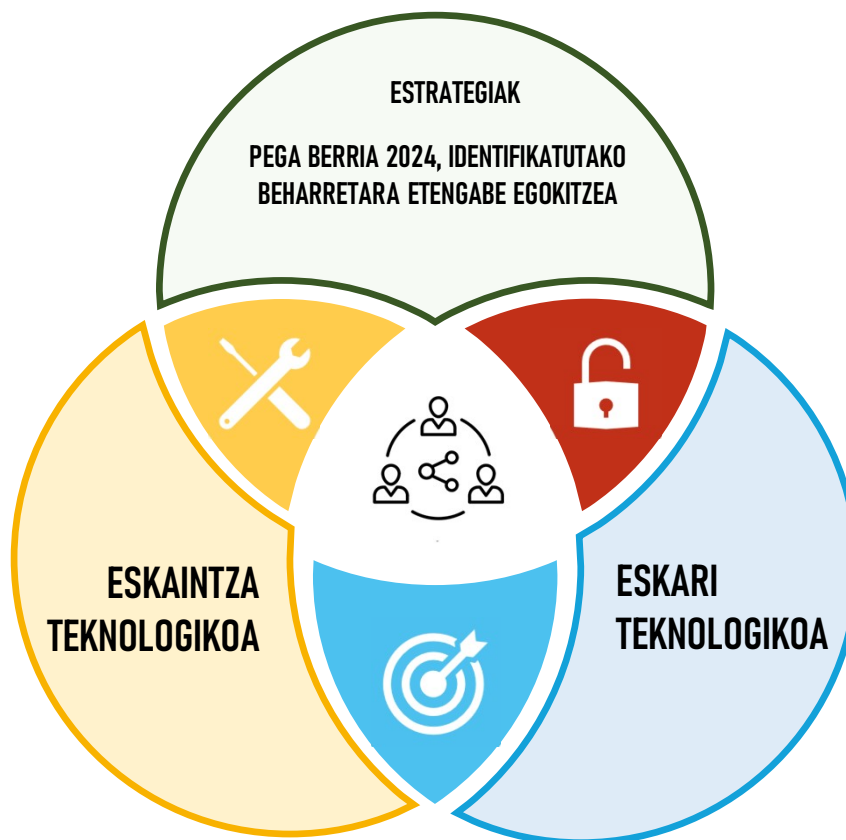 ESTRATEGIAK
PEGA BERRIA 2024, IDENTIFIKATUTAKO
BEHARRETARA ETENGABE EGOKITZEA
ESKAINTZA
TEKNOLOGIKOA
ESKARI
TEKNOLOGIKOA